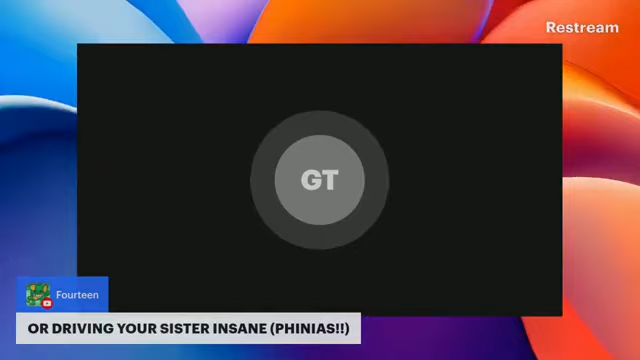 Restream
GT
Fourteen
OR DRIVING YOUR SISTER INSANE (PHINIAS!!)